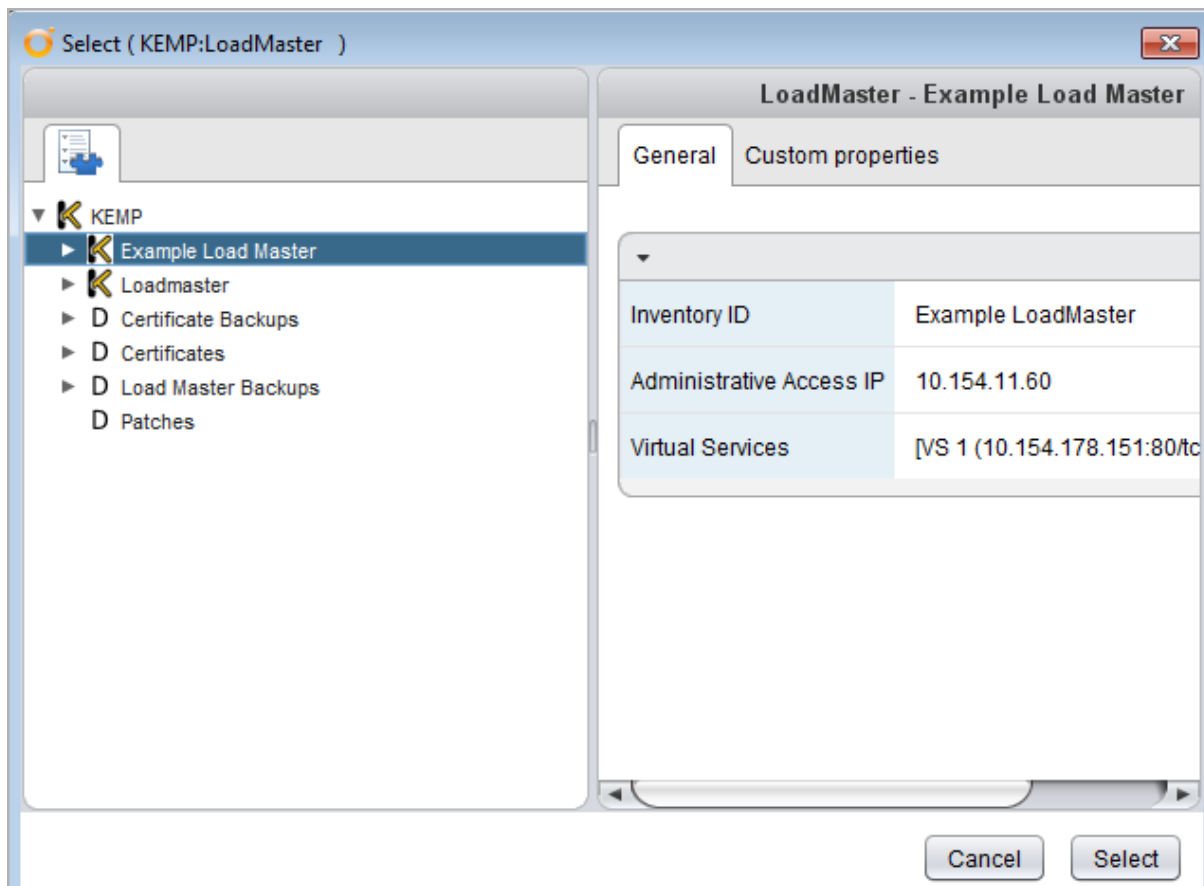 Select ( KEMP:LoadMaster )
LoadMaster - Example Load Master
General Custom properties
KEMP
Example Load Master
Loadmaster
D Certificate Backups
D Certificates
D Load Master Backups
D Patches
Inventory ID Example LoadMaster
Administrative Access IP 10.154.11.60
Virtual Services [VS 1 (10.154.178.151:80/tc
Cancel Select